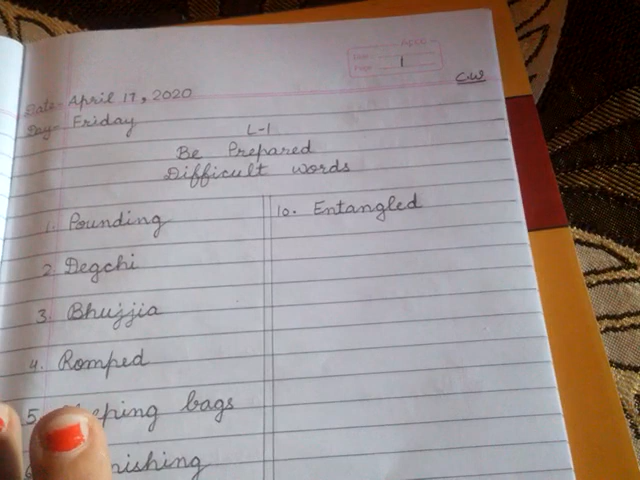 1
C.W
Date- April 17, 2020
Day- Friday
L-1
Be Prepared
Difficult words
1. Pounding
2. Degchi
3. Bhujjia
4. Romped
5. bags
10. Entangled